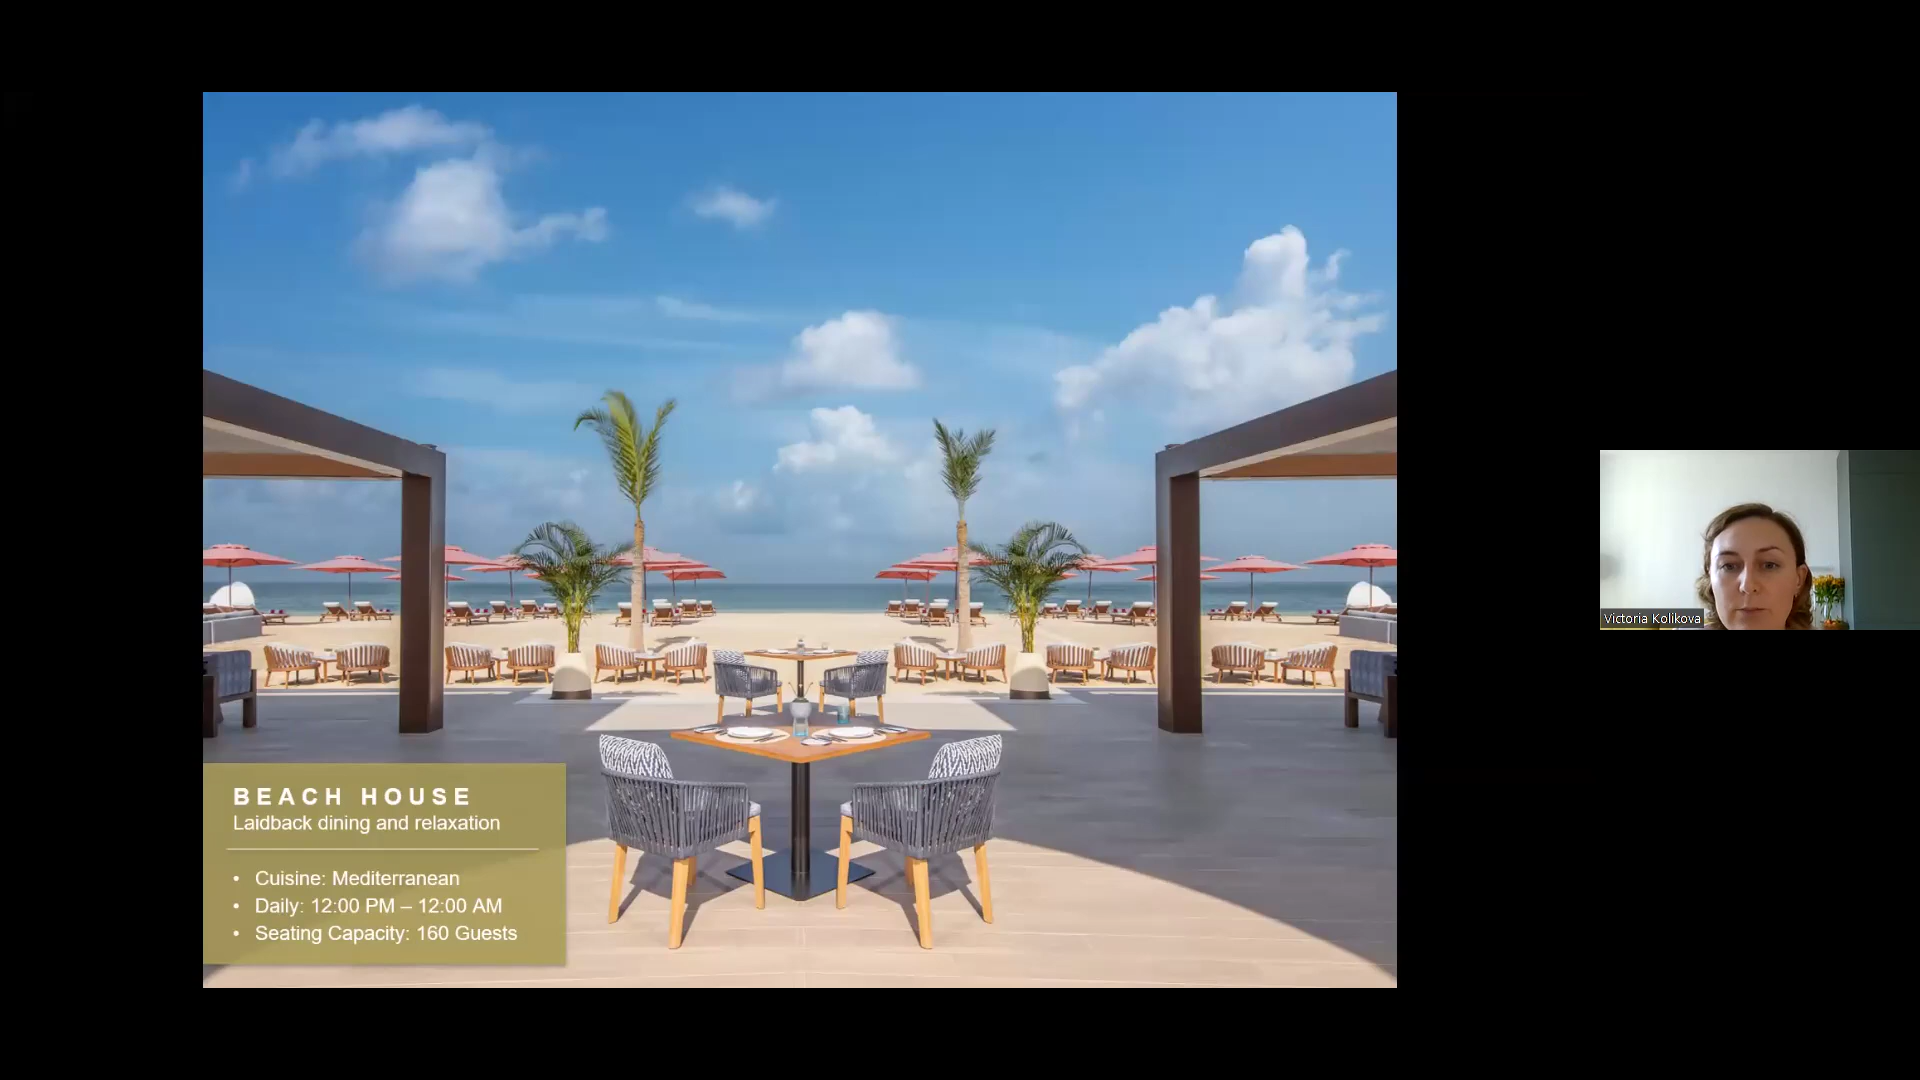 BEACH HOUSE
Laidback dining and relaxation
• Cuisine: Mediterranean
• Daily: 12:00 PM – 12:00 AM
• Seating Capacity: 160 Guests
Victoria Kolikova